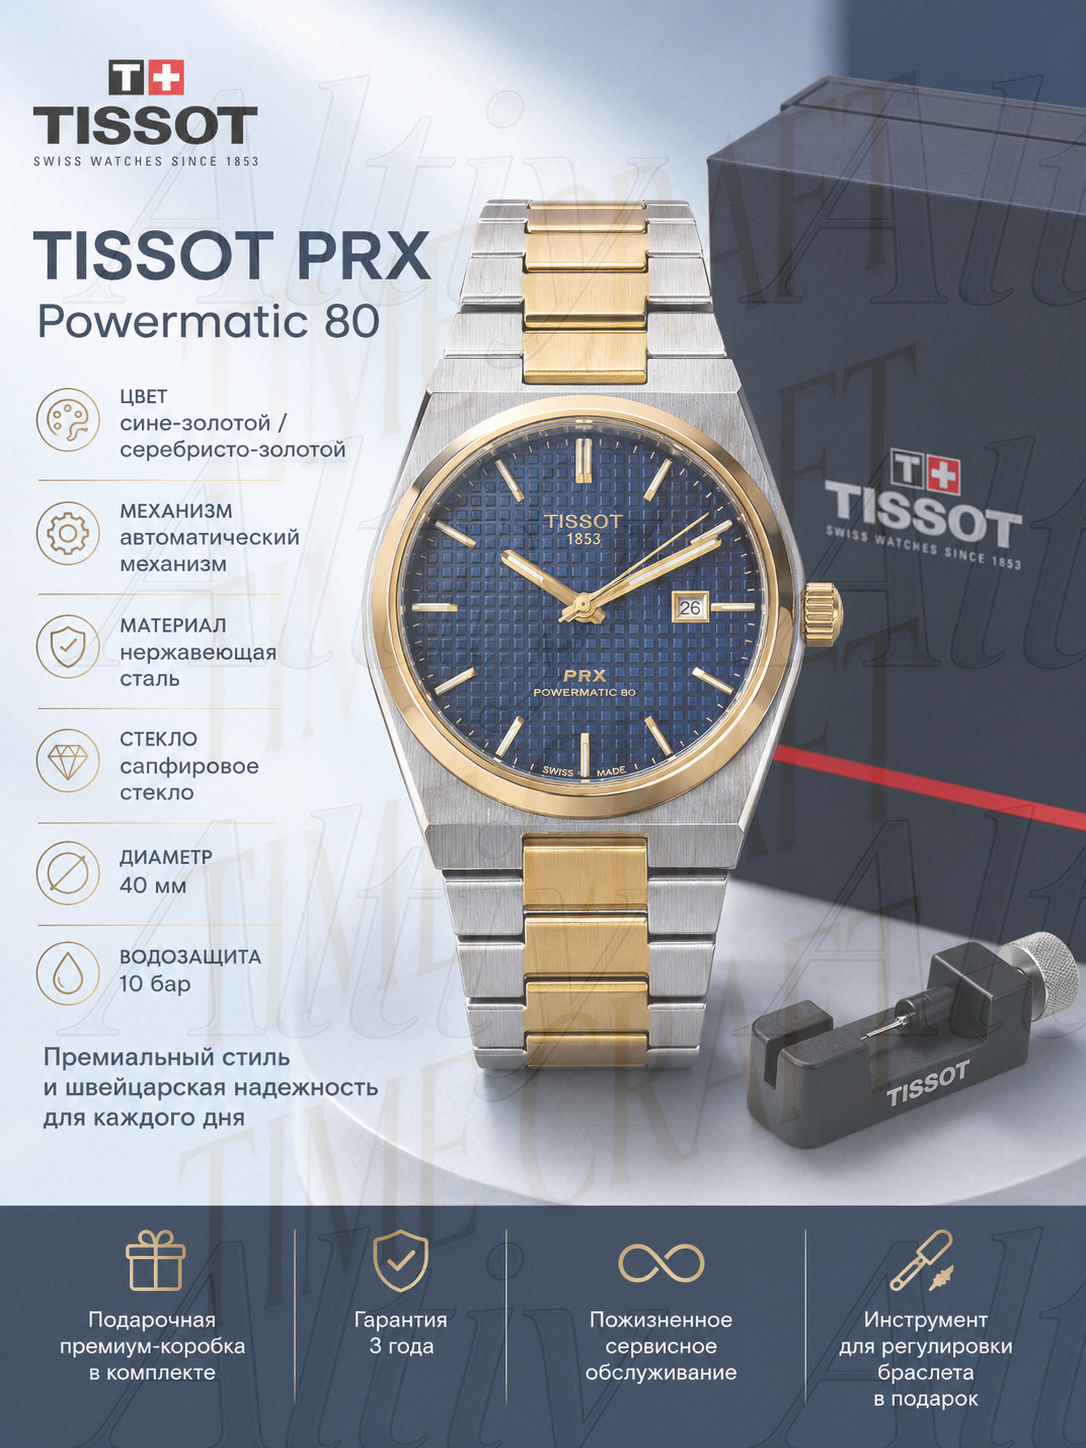 T+
TISSOT
SWISS WATCHES SINCE 1853
TISSOT PRX
Powermatic 80
ЦВЕТ
сине-золотой /
серебристо-золотой
МЕХАНИЗМ
автоматический
механизм
МАТЕРИАЛ
нержавеющая
сталь
СТЕКЛО
сапфировое
стекло
ДИАМЕТР
40 мм
ВОДОЗАЩИТА
10 бар
Премиальный стиль
и швейцарская надежность
для каждого дня
TISSOT
1853
26
PRX
POWERMATIC 80
SWISS MADE
T+
TISSOT
SWISS WATCHES SINCE 1853
TISSOT
Подарочная
премиум-коробка
в комплекте
Гарантия
3 года
Пожизненное
сервисное
обслуживание
Инструмент
для регулировки
браслета
в подарок
Altiv
TIME CRAFT